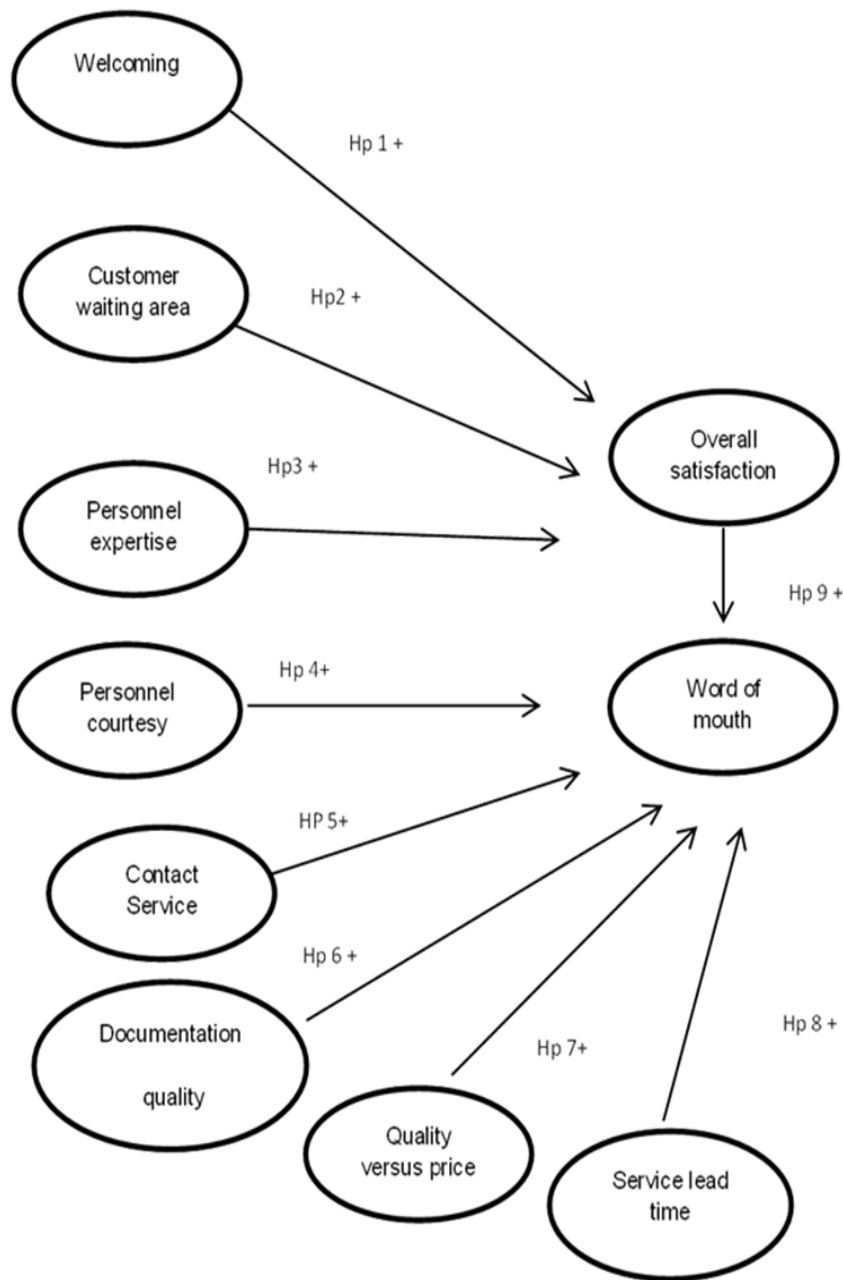 Welcoming
Hp 1 +
Customer
waiting area
Hp2 +
Hp3 +
Personnel
expertise
Overall
satisfaction
Hp 9 +
Hp 4+
Personnel
courtesy
Word of
mouth
HP 5+
Contact
Service
Hp 6 +
Documentation
quality
Hp 7+
Hp 8 +
Quality
versus price
Service lead
time